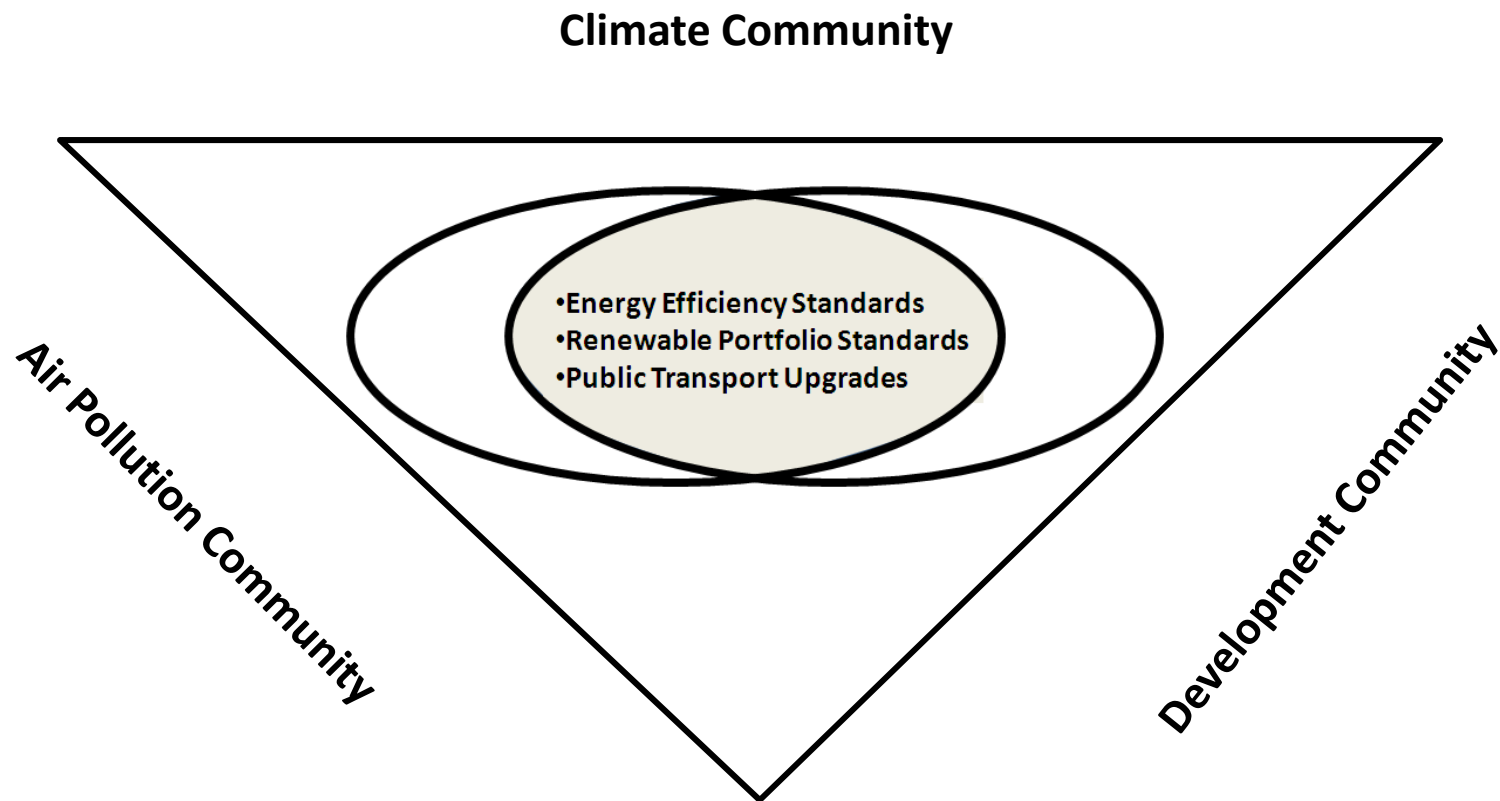 Climate Community
•Energy Efficiency Standards
•Renewable Portfolio Standards
•Public Transport Upgrades
Air Pollution Community
Development Community